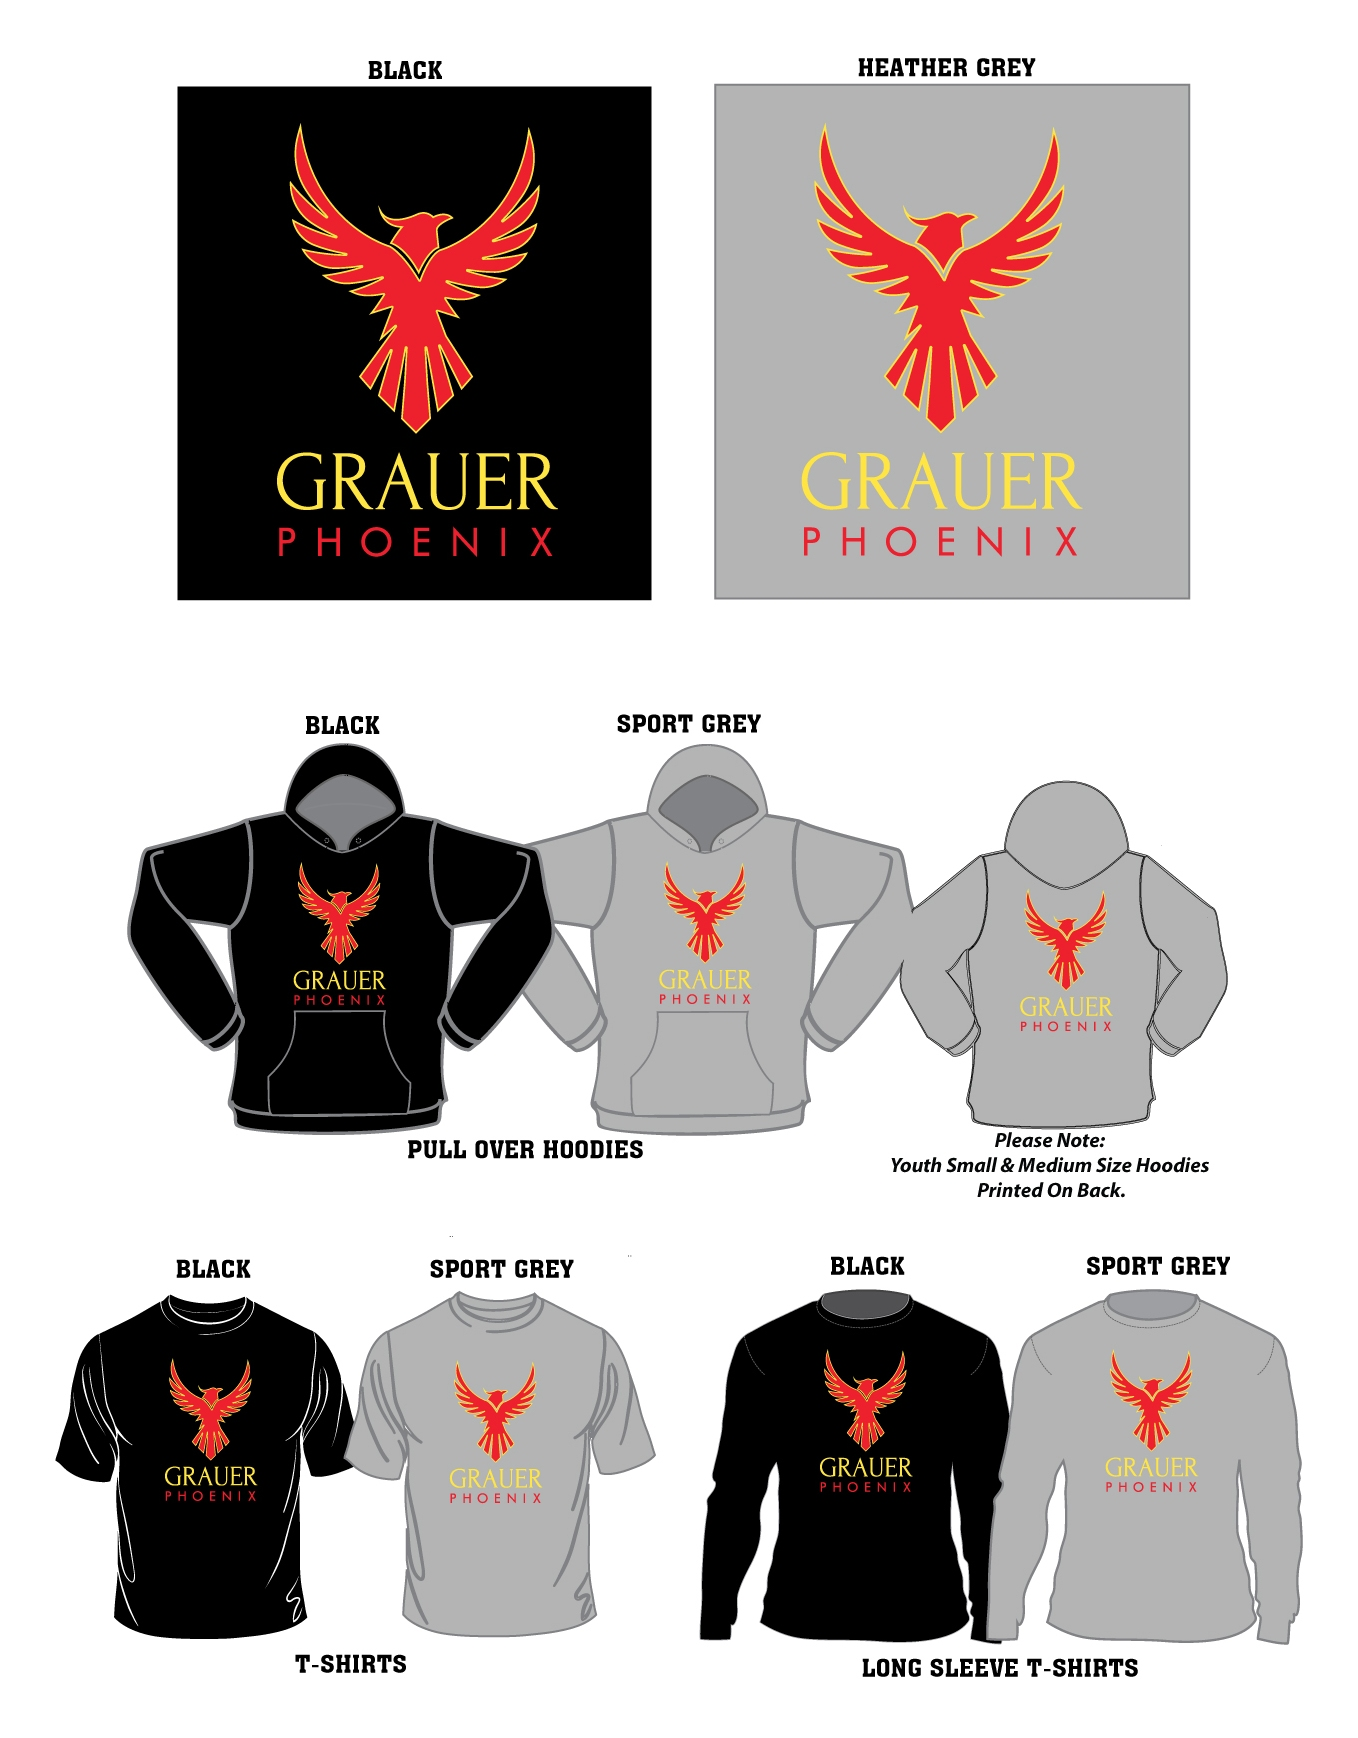 BLACK
HEATHER GREY
GRAUER
PHOENIX
GRAUER
PHOENIX
BLACK
SPORT GREY
GRAUER
PHOENIX
GRAUER
PHOENIX
GRAUER
PHOENIX
PULL OVER HOODIES
Please Note:
Youth Small & Medium Size Hoodies
Printed On Back.
BLACK
SPORT GREY
BLACK
SPORT GREY
GRAUER
PHOENIX
GRAUER
PHOENIX
GRAUER
PHOENIX
GRAUER
PHOENIX
T-SHIRTS
LONG SLEEVE T-SHIRTS